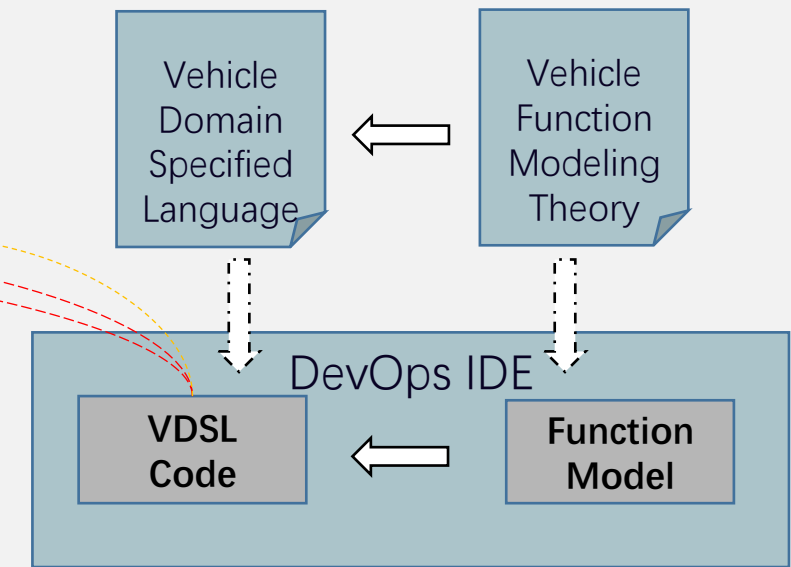 Vehicle
Domain
Specified
Language
Vehicle
Function
Modeling
Theory
DevOps IDE
VDSL
Code
Function
Model